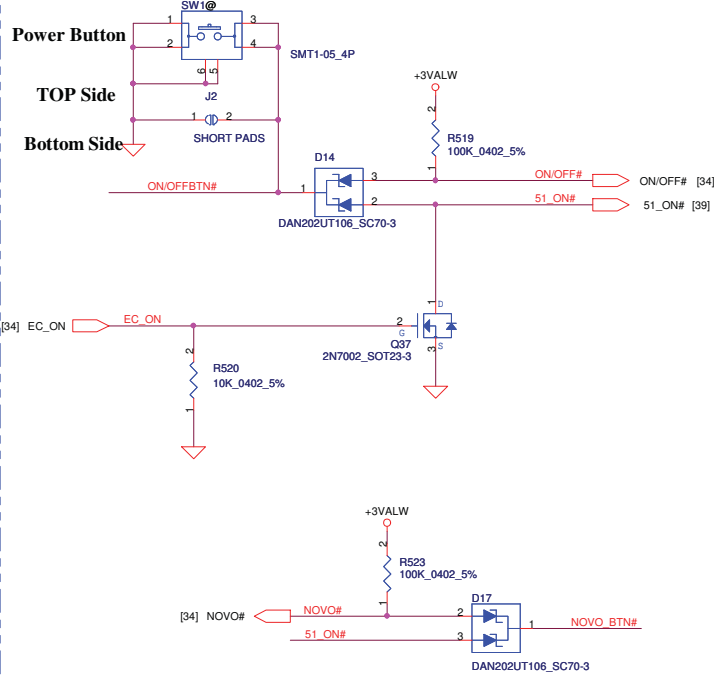 SW1@
1
3
Power Button
2
4
SMT1-05_4P
6
5
TOP Side
J2
+3VALW
1
2
2
SHORT PADS
R519
100K_0402_5%
Bottom Side
1
D14
ON/OFFBTN#
1
3
ON/OFF#
ON/OFF# [34]
2
51_ON#
51_ON# [39]
DAN202UT106_SC70-3
1
D
[34] EC_ON
EC_ON
2
G
Q37
2N7002_SOT23-3
3
S
2
R520
10K_0402_5%
1
+3VALW
2
R523
100K_0402_5%
1
D17
[34] NOVO#
NOVO#
2
1
NOVO_BTN#
51_ON#
3
DAN202UT106_SC70-3